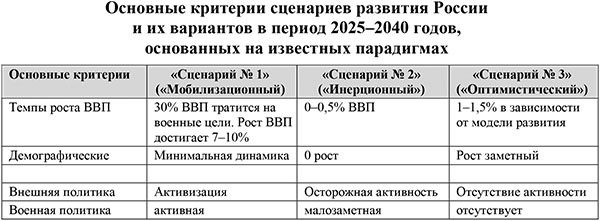 Основные критерии сценариев развития России
и их вариантов в период 2025–2040 годов,
основанных на известных парадигмах
Основные критерии «Сценарий № 1» «Сценарий № 2» «Сценарий № 3»
(«Мобилизационный) («Инерционный») («Оптимистический»)
Темпы роста ВВП 30% ВВП тратится на 0–0,5% ВВП 1–1,5% в зависимости
военные цели. Рост ВВП от модели развития
достигает 7–10%
Демографические Минимальная динамика 0 рост Рост заметный
Внешняя политика Активизация Осторожная активность Отсутствие активности
Военная политика активная малозаметная отсутствует